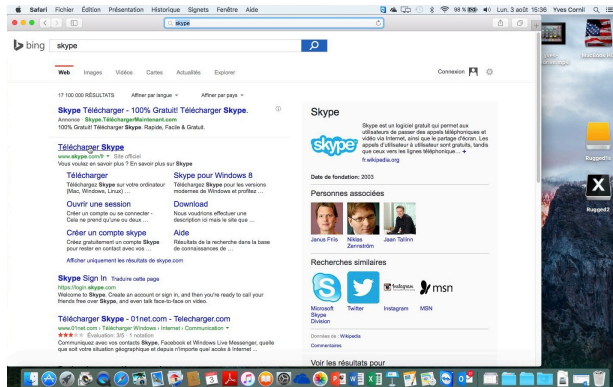 Safari Fichier Édition Présentation Historique Signets Fenêtre Aide
98 % Lun. 3 août 15:36 Yves Cornil
skype
bing skype
Web Images Vidéos Cartes Actualités Explorer
Connexion
17 100 000 RÉSULTATS Affiner par langue Affiner par pays
Skype Télécharger - 100% Gratuit! Télécharger Skype.
Annonce · Skype.TéléchargerMaintenant.com
100% Gratuit! Télécharger Skype. Rapide, Facile & Gratuit.
Télécharger Skype
www.skype.com/fr Site officiel
Vous voulez en savoir plus ? En savoir plus sur Skype
Télécharger
Téléchargez Skype sur votre ordinateur
(Mac, Windows, Linux) ...
Skype pour Windows 8
Téléchargez Skype pour les versions
modernes de Windows et profitez ...
Ouvrir une session
Créer un compte ou se connecter -
Cela ne prend qu'une ou deux ...
Download
Nous voudrions effectuer une
description ici mais le site que ...
Créer un compte skype
Créez gratuitement un compte Skype
pour rester en contact avec vos ...
Aide
Résultats de la recherche dans la base
de connaissances de ...
Afficher uniquement les résultats de skype.com
Skype Sign In Traduire cette page
https://login.skype.com
Welcome to Skype. Create an account or sign in, and then you're ready to call your
friends free over Skype, and even talk face-to-face on video.
Télécharger Skype - 01net.com - Telecharger.com
www.01net.com › Télécharger Windows › Internet › Communication
Évaluation: 3/5 · 1 notation
Communiquez avec vos contacts Skype, Facebook et Windows Live Messenger, quelle
que soit votre situation géographique et depuis n'importe quel accès à Internet ...
Skype
Skype est un logiciel gratuit qui permet aux
utilisateurs de passer des appels téléphoniques et
vidéo via Internet, ainsi que le partage d'écran. Les
appels d'utilisateur à utilisateur sont gratuits, tandis
que ceux vers les lignes téléphonique... +
fr.wikipedia.org
skype
Date de fondation: 2003
Personnes associées
Janus Friis
Niklas
Zennström
Jaan Tallinn
Recherches similaires
Instagram
msn
Microsoft
Skype
Division
Twitter
Instagram
MSN
Données de : Wikipedia
Commentaires
Voir les résultats pour
Rugged1s
X
Rugged2